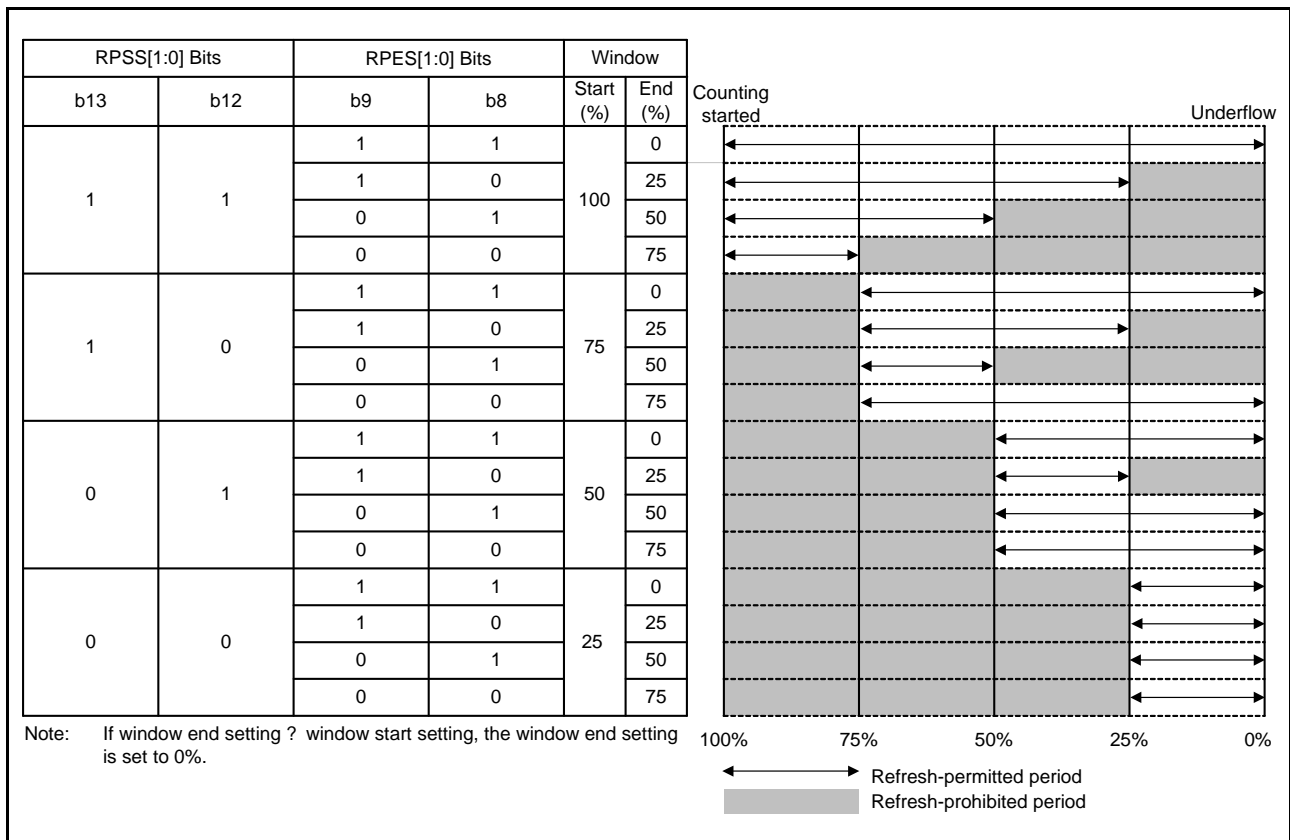 RPSS[1:0] Bits RPES[1:0] Bits Window
b13 b12 b9 b8 Start (%) End (%)
Counting started Underflow
1 1 0
1 0 25
1 1 100
0 1 50
0 0 75
1 1 0
1 0 25
1 0 75
0 1 50
0 0 75
1 1 0
1 0 25
0 1 50
0 1 50
0 0 75
1 1 0
1 0 25
0 0 25
0 1 50
0 0 75
Note: If window end setting ? window start setting, the window end setting
is set to 0%.
100% 75% 50% 25% 0%
Refresh-permitted period
Refresh-prohibited period